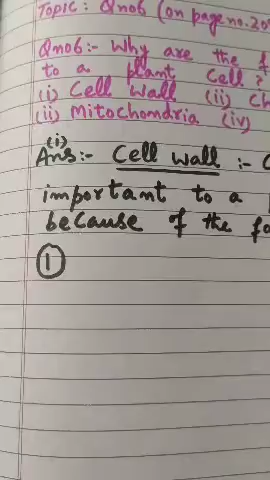 Topic: Qno6 (on page no.20
Qno6:- Why are the f
to a plant cell?
(i) Cell Wall (ii) Ch
(ii) Mitochondria (iv)
(i)
Ans:- Cell Wall :- C
important to a
because of the fo
①